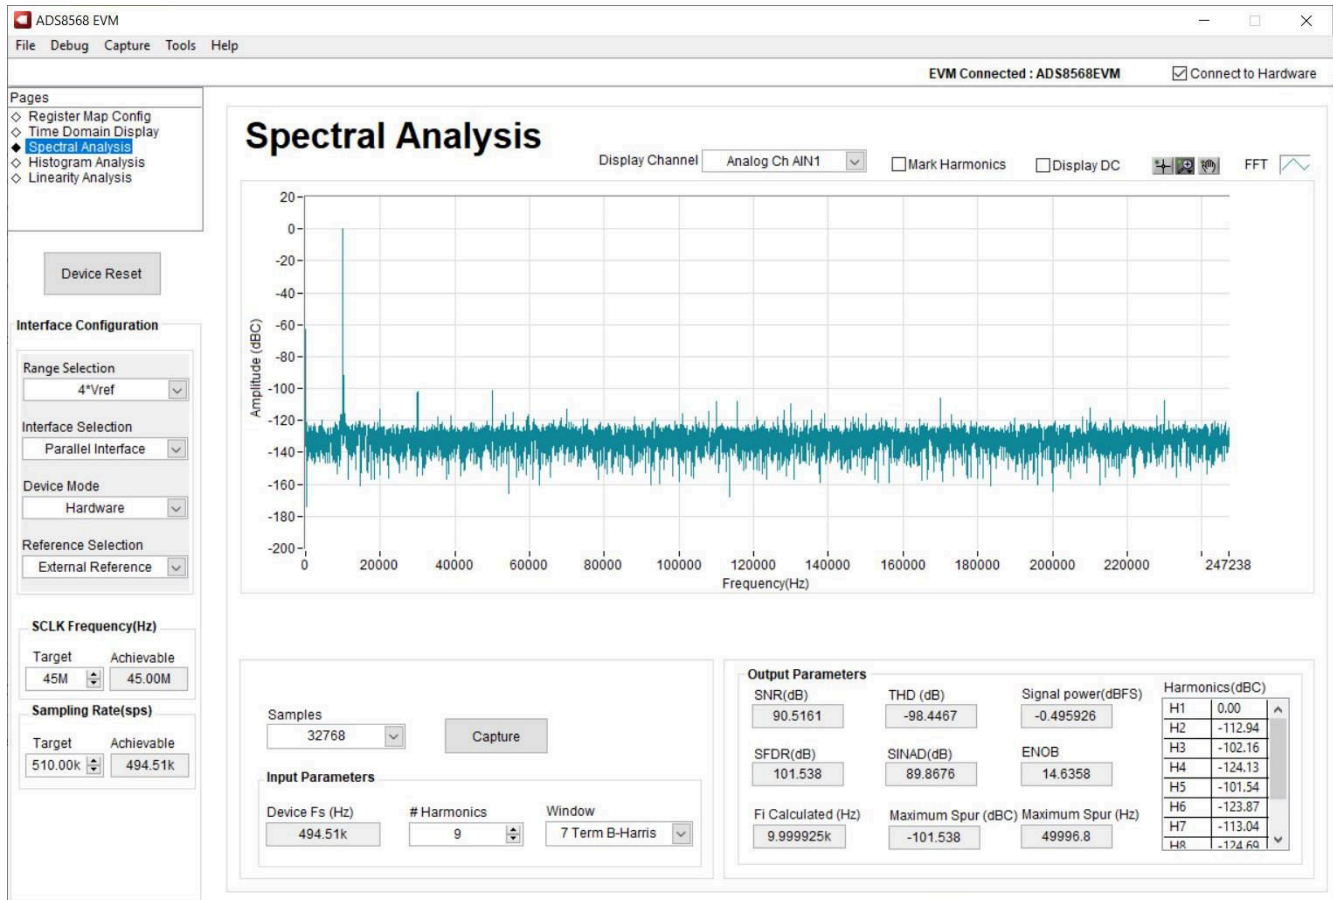 ADS8568 EVM
File Debug Capture Tools Help
EVM Connected : ADS8568EVM
Connect to Hardware
Pages
Register Map Config
Time Domain Display
Spectral Analysis
Histogram Analysis
Linearity Analysis
Device Reset
Interface Configuration
Range Selection
4*Vref
Interface Selection
Parallel Interface
Device Mode
Hardware
Reference Selection
External Reference
SCLK Frequency(Hz)
Target Achievable
45M 45.00M
Sampling Rate(sps)
Target Achievable
510.00k 494.51k
Spectral Analysis
Display Channel Analog Ch AIN1 Mark Harmonics Display DC FFT
Amplitude (dBC)
20
0
-20
-40
-60
-80
-100
-120
-140
-160
-180
-200
0 20000 40000 60000 80000 100000 120000 140000 160000 180000 200000 220000 247238
Frequency(Hz)
Samples
32768
Capture
Input Parameters
Device Fs (Hz) # Harmonics Window
494.51k 9 7 Term B-Harris
Output Parameters
SNR(dB) THD (dB) Signal power(dBFS)
90.5161 -98.4467 -0.495926
SFDR(dB) SINAD(dB) ENOB
101.538 89.8676 14.6358
Fi Calculated (Hz) Maximum Spur (dBC) Maximum Spur (Hz)
9.999925k -101.538 49996.8
Harmonics(dBC)
H1 0.00
H2 -112.94
H3 -102.16
H4 -124.13
H5 -101.54
H6 -123.87
H7 -113.04
H8 -124.69